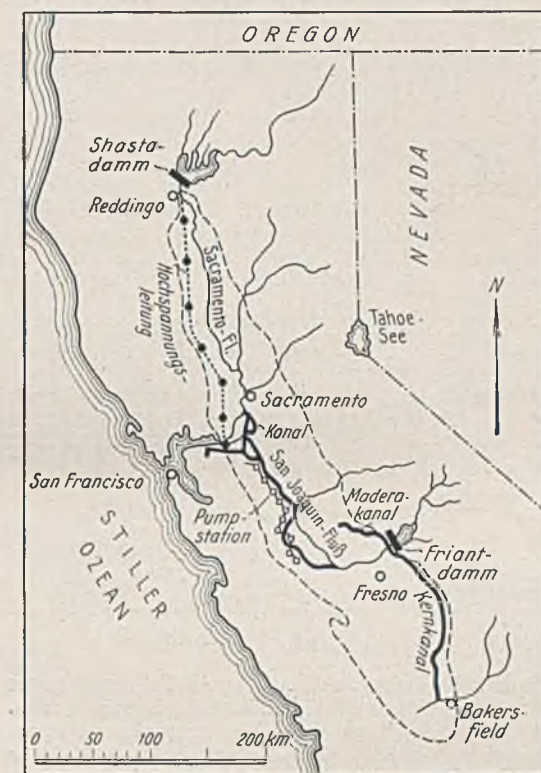 OREGON
Shasta-
damm
Reddingo
NEVADA
Sacramento-Fl.
Hochspannungs-
leitung
N
Tahoe-
See
Sacramento
Kanal
San Joaquin-Fluß
San Francisco
Madera-
kanal
Pump-
station
Friant-
damm
Fresno
STILLER
OZEAN
Kernkanal
Bakers-
field
0 50 100 200 km